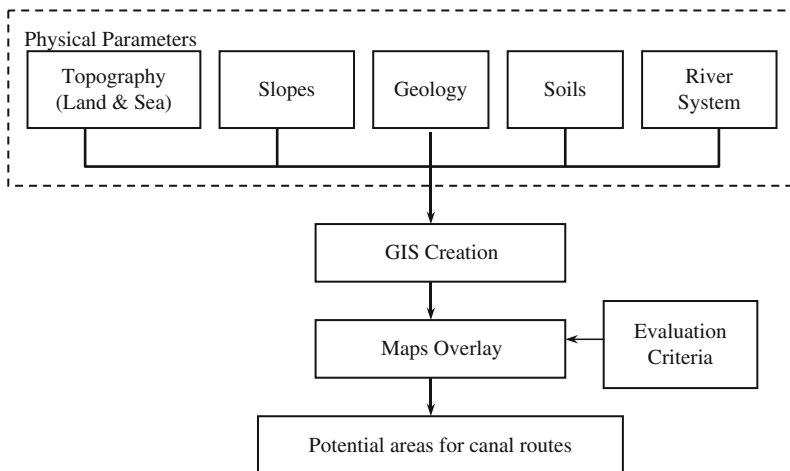 Physical Parameters
Topography
(Land & Sea)
Slopes
Geology
Soils
River
System
GIS Creation
Maps Overlay
Evaluation
Criteria
Potential areas for canal routes